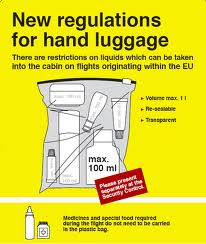 New regulations
for hand luggage
There are restrictions on liquids which can be taken
into the cabin on flights originating within the EU
max. 100 ml
Volume max. 1 l
Re-sealable
Transparent
max.
100 ml
Please present
separately at the
Security Control.
Medicines and special food required
during the flight do not need to be carried
in the plastic bag.